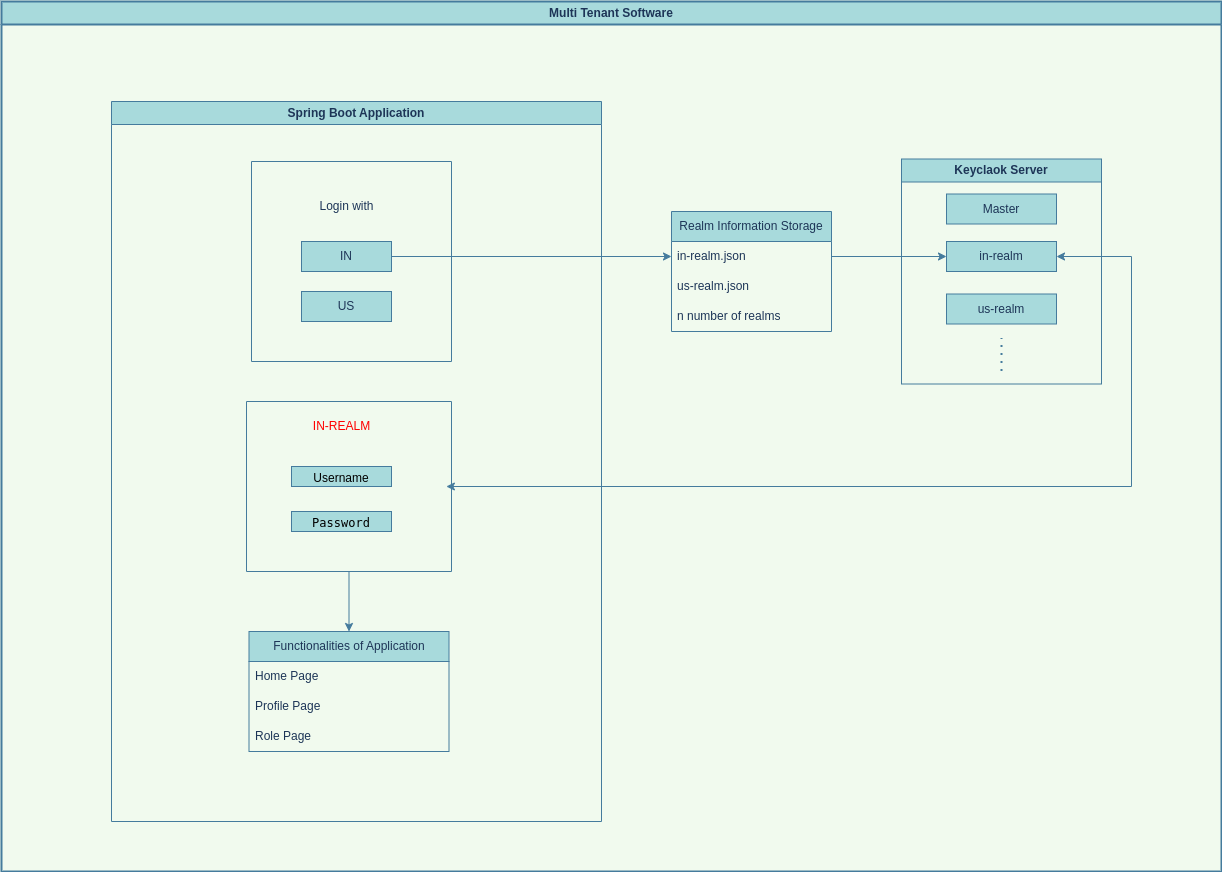 Multi Tenant Software
Spring Boot Application
Login with
IN
US
Realm Information Storage
in-realm.json
us-realm.json
n number of realms
Keyclaok Server
Master
in-realm
us-realm
IN-REALM
Username
Password
Functionalities of Application
Home Page
Profile Page
Role Page